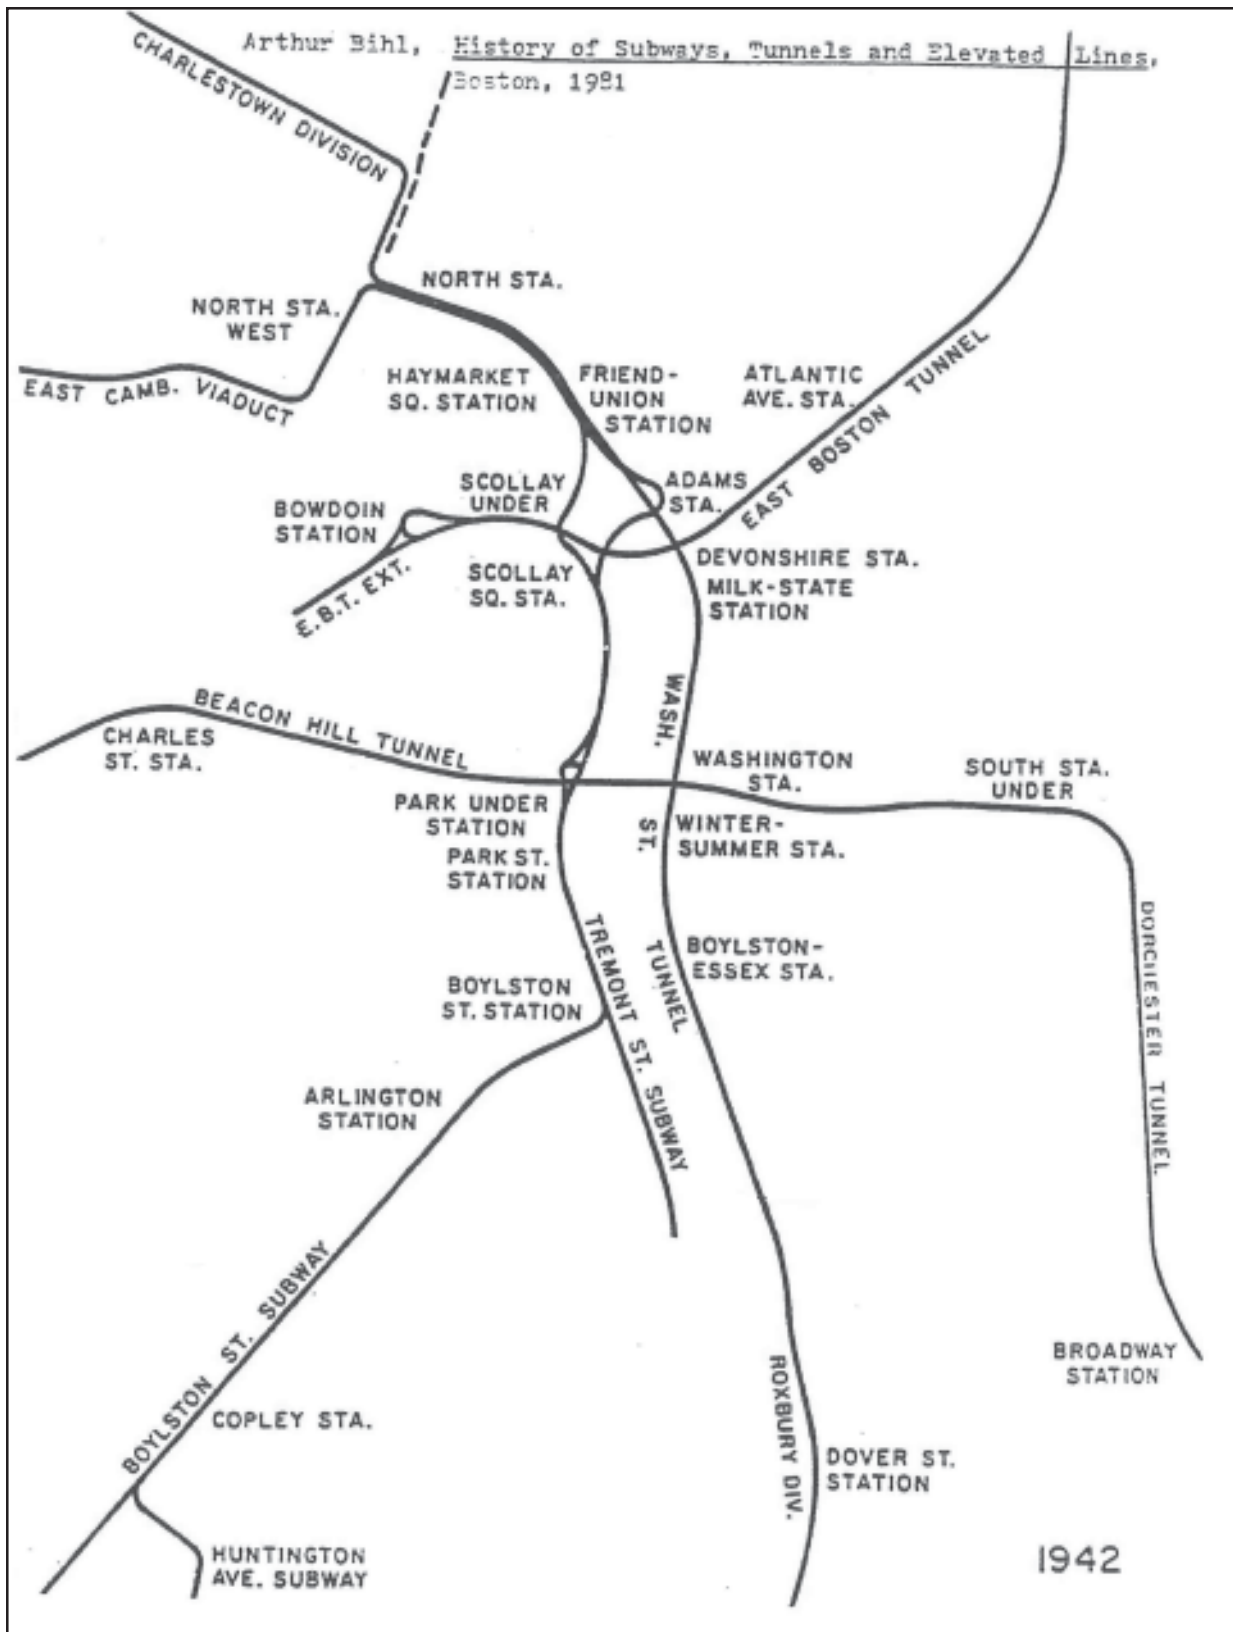 Arthur Bihl, History of Subways, Tunnels and Elevated Lines,
Boston, 1981
CHARLESTOWN DIVISION
NORTH STA.
NORTH STA.
WEST
EAST CAMB. VIADUCT
HAYMARKET
SQ. STATION
FRIEND-
UNION
STATION
ATLANTIC
AVE. STA.
EAST BOSTON TUNNEL
SCOLLAY
UNDER
ADAMS
STA.
BOWDOIN
STATION
E.B.T. EXT.
SCOLLAY
SQ. STA.
DEVONSHIRE STA.
MILK-STATE
STATION
BEACON HILL TUNNEL
CHARLES
ST. STA.
WASH. ST. TUNNEL
WASHINGTON
STA.
SOUTH STA.
UNDER
PARK UNDER
STATION
WINTER-
SUMMER STA.
PARK ST.
STATION
TREMONT ST. SUBWAY
BOYLSTON-
ESSEX STA.
DORCHESTER TUNNEL
BOYLSTON
ST. STATION
ARLINGTON
STATION
BOYLSTON ST. SUBWAY
BROADWAY
STATION
ROXBURY DIV.
COPLEY STA.
DOVER ST.
STATION
HUNTINGTON
AVE. SUBWAY
1942